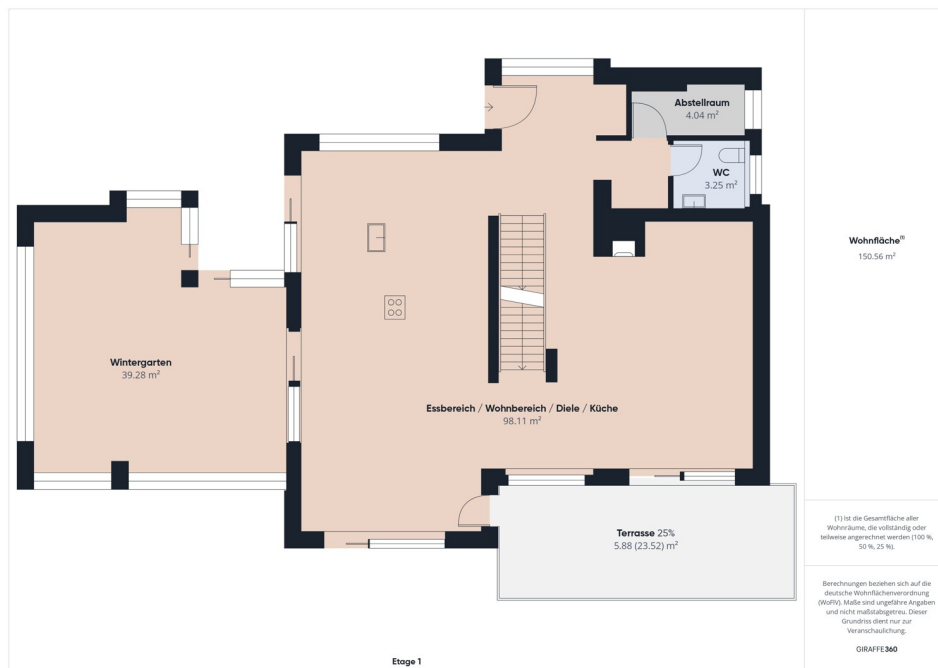 Abstellraum
4.04 m²
WC
3.25 m²
Wohnfläche⁽¹⁾
150.56 m²
Wintergarten
39.28 m²
Essbereich / Wohnbereich / Diele / Küche
98.11 m²
Terrasse 25%
5.88 (23.52) m²
(1) Ist die Gesamtfläche aller
Wohnräume, die vollständig oder
teilweise angerechnet werden (100 %,
50 %, 25 %).
Berechnungen beziehen sich auf die
deutsche Wohnflächenverordnung
(WoFlV). Maße sind ungefähre Angaben
und nicht maßstabsgetreu. Dieser
Grundriss dient nur zur
Veranschaulichung.
GIRAFFE360
Etage 1